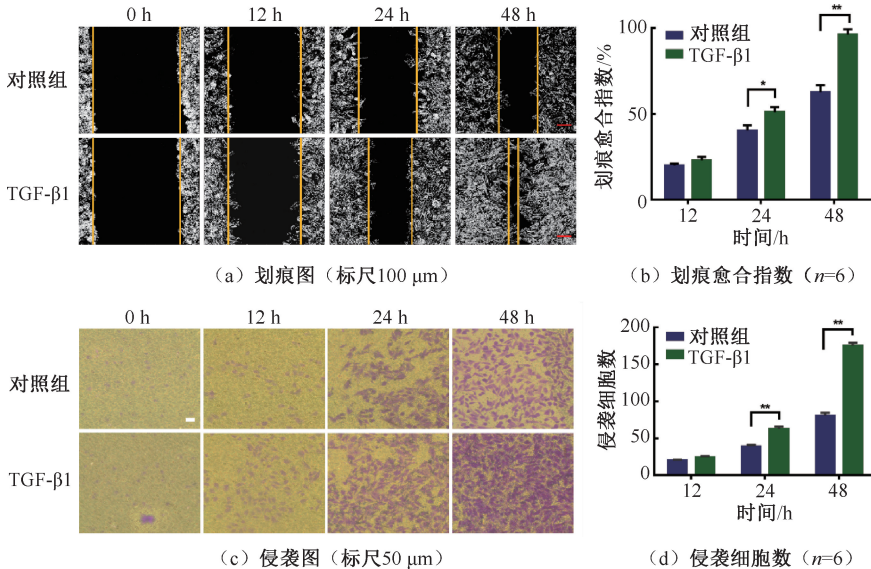 0 h 12 h 24 h 48 h
对照组
TGF-β1
(a) 划痕图（标尺100 μm）
划痕愈合指数/%
100
50
0
对照组
TGF-β1
*
**
12 24 48
时间/h
(b) 划痕愈合指数（n=6）
0 h 12 h 24 h 48 h
对照组
TGF-β1
(c) 侵袭图（标尺50 μm）
侵袭细胞数
200
150
100
50
0
对照组
TGF-β1
**
**
12 24 48
时间/h
(d) 侵袭细胞数（n=6）